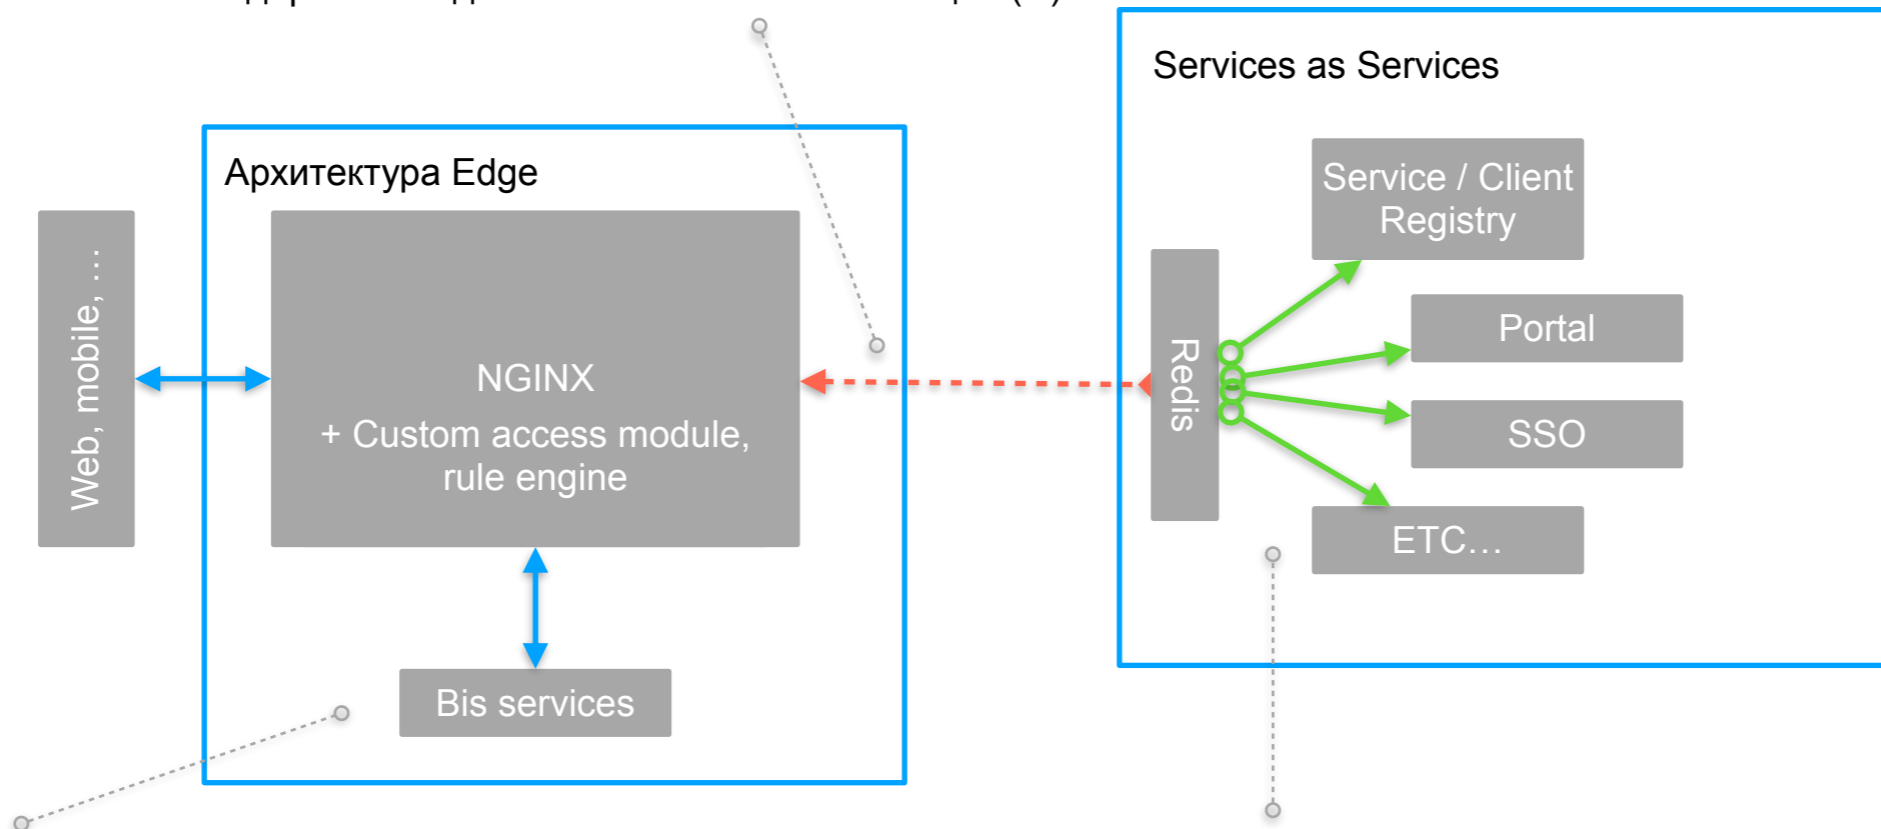 Архитектура Edge
Web, mobile, …
NGINX
+ Custom access module,
rule engine
Bis services
Services as Services
Redis
Service / Client
Registry
Portal
SSO
ETC…